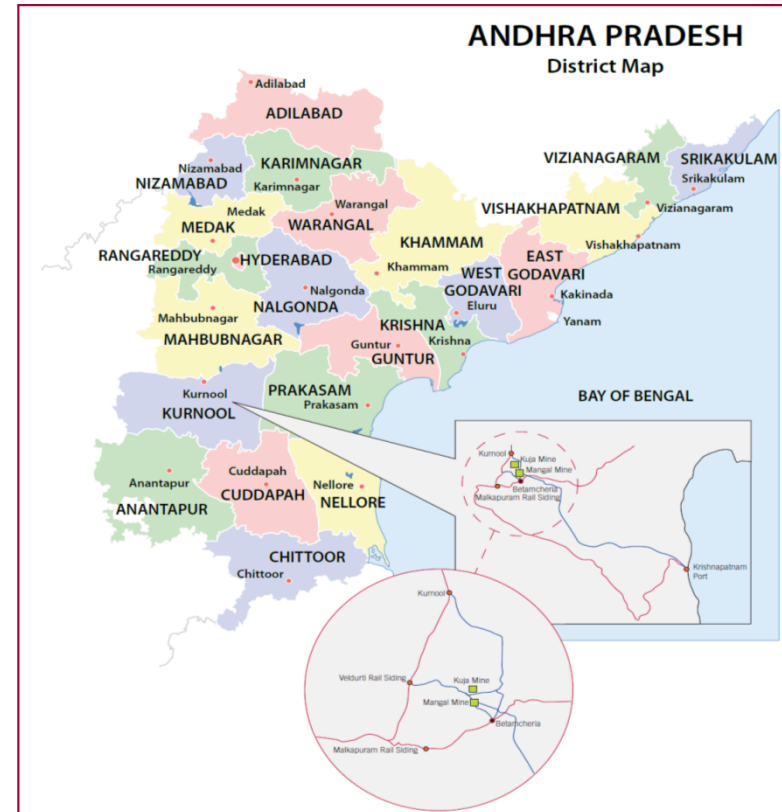 ANDHRA PRADESH
District Map
Adilabad
ADILABAD
Nizamabad
NIZAMABAD
KARIMNAGAR
Karimnagar
VIZIANAGARAM
SRIKAKULAM
Srikakulam
Vizianagaram
VISHAKHAPATNAM
Vishakhapatnam
Medak
MEDAK
Warangal
WARANGAL
KHAMMAM
Khammam
EAST
GODAVARI
WEST
GODAVARI
Eluru
Kakinada
Yanam
RANGAREDDY
Rangareddy
HYDERABAD
Nalgonda
NALGONDA
Mahbubnagar
MAHBUBNAGAR
KRISHNA
Krishna
Guntur
GUNTUR
Kurnool
KURNOOL
PRAKASAM
Prakasam
BAY OF BENGAL
Anantapur
ANANTAPUR
Cuddapah
CUDDAPAH
Nellore
NELLORE
CHITTOOR
Chittoor
Kurnool
Kuja Mine
Mangal Mine
Betamcheria
Malkapuram Rail Siding
Krishnapatnam
Port
Kurnool
Veldurti Rail Siding
Kuja Mine
Mangal Mine
Betamcheria
Malkapuram Rail Siding